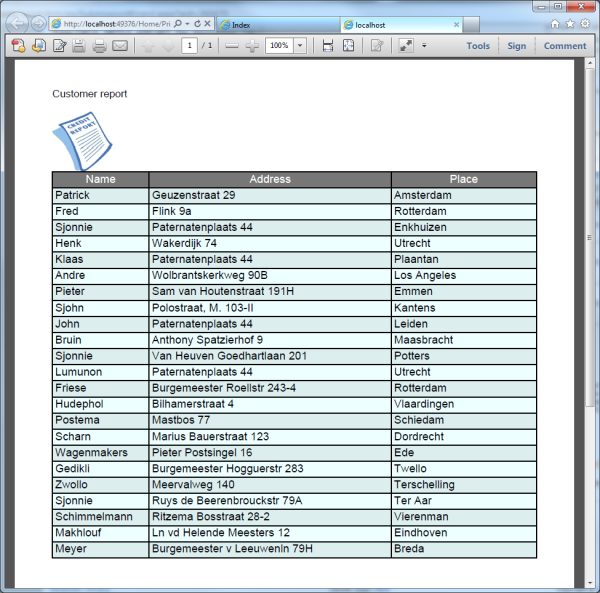 http://localhost:49376/Home/Pri
Index
localhost
1 / 1
100%
Tools Sign Comment
Customer report
CREDIT
REPORT
Name Address Place
Patrick Geuzenstraat 29 Amsterdam
Fred Flink 9a Rotterdam
Sjonnie Paternatenplaats 44 Enkhuizen
Henk Wakerdijk 74 Utrecht
Klaas Paternatenplaats 44 Plaantan
Andre Wolbrantskerkweg 90B Los Angeles
Pieter Sam van Houtenstraat 191H Emmen
Sjohn Polostraat, M. 103-II Kantens
John Paternatenplaats 44 Leiden
Bruin Anthony Spatzierhof 9 Maasbracht
Sjonnie Van Heuven Goedhartlaan 201 Potters
Lumunon Paternatenplaats 44 Utrecht
Friese Burgemeester Roellstr 243-4 Rotterdam
Hudephol Bilhamerstraat 4 Vlaardingen
Postema Mastbos 77 Schiedam
Scharn Marius Bauerstraat 123 Dordrecht
Wagenmakers Pieter Postsingel 16 Ede
Gedikli Burgemeester Hogguerstr 283 Twello
Zwollo Meervalweg 140 Terschelling
Sjonnie Ruys de Beerenbrouckstr 79A Ter Aar
Schimmelmann Ritzema Bosstraat 28-2 Vierenman
Makhlouf Ln vd Helende Meesters 12 Eindhoven
Meyer Burgemeester v Leeuwenln 79H Breda